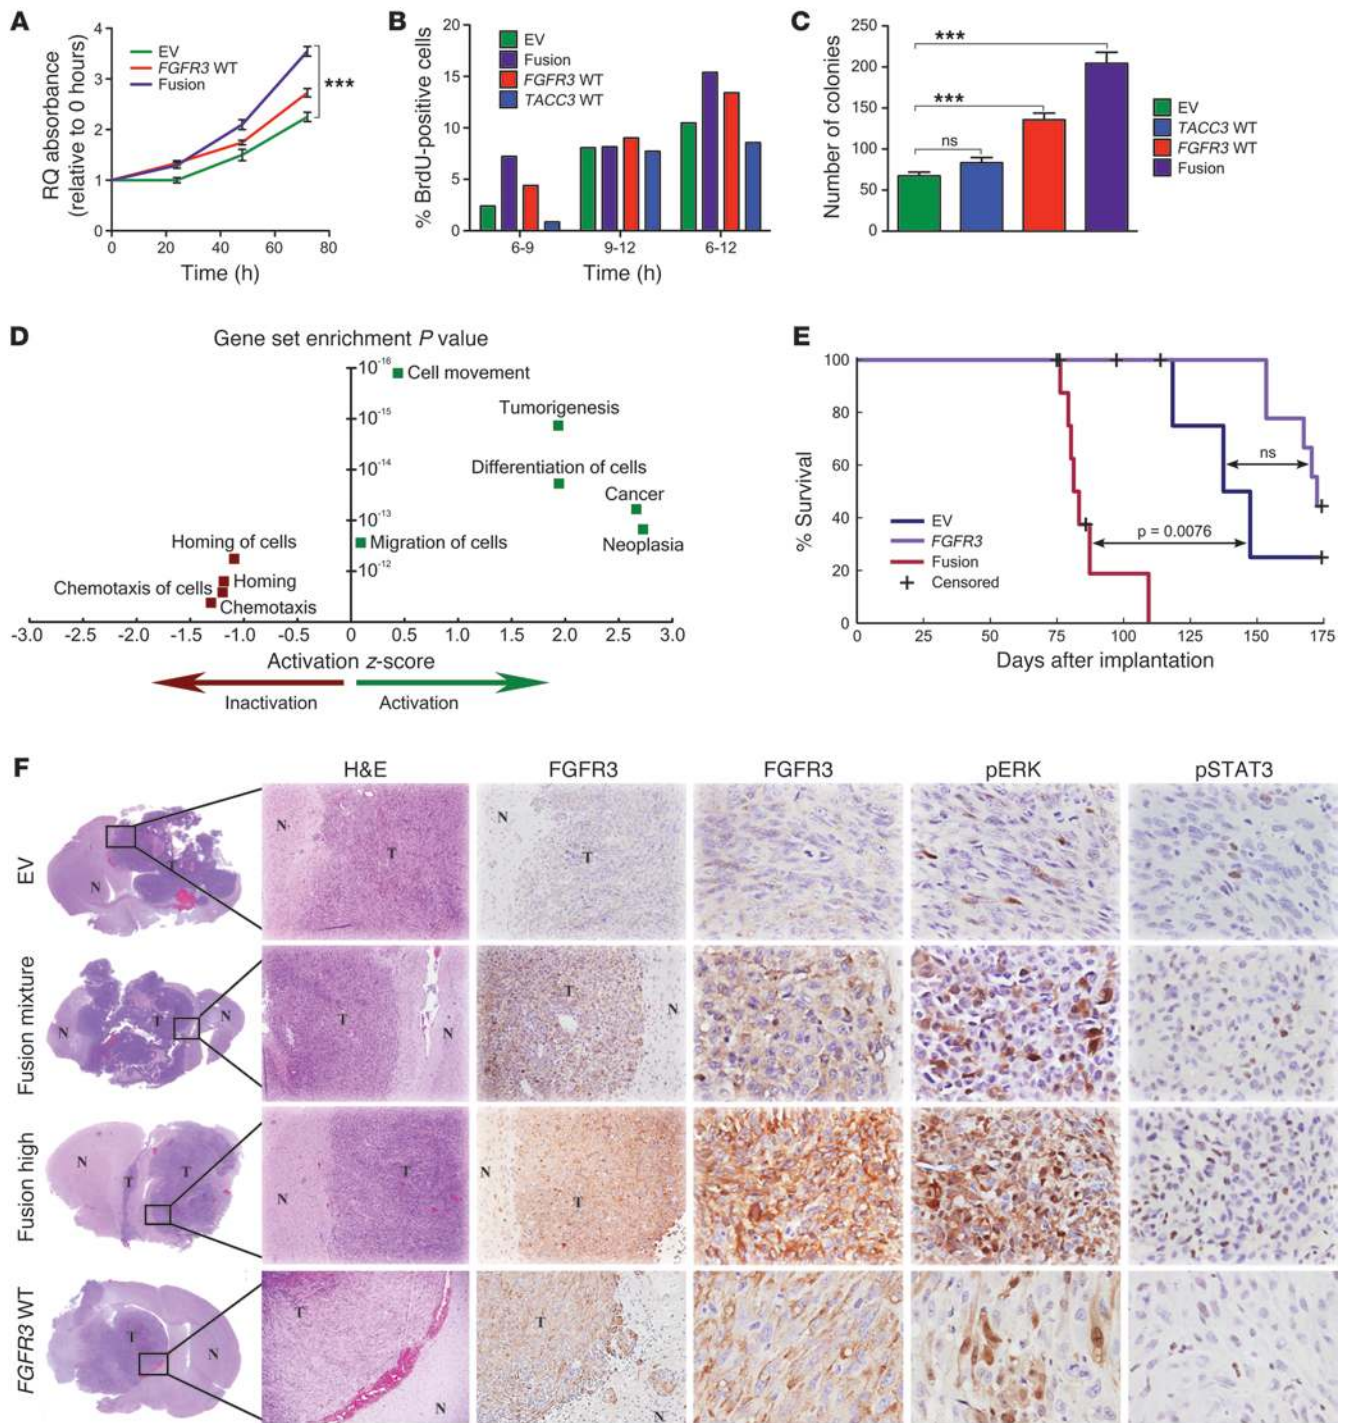 A
RQ absorbance
(relative to 0 hours)
4
3
2
1
0
EV
FGFR3 WT
Fusion
***
0 20 40 60 80
Time (h)
B
% BrdU-positive cells
20
15
10
5
0
EV
Fusion
FGFR3 WT
TACC3 WT
6-9 9-12 6-12
Time (h)
C
Number of colonies
250
200
150
100
50
0
***
***
ns
EV
TACC3 WT
FGFR3 WT
Fusion
D
Gene set enrichment P value
10-16
10-15
10-14
10-13
10-12
Cell movement
Tumorigenesis
Differentiation of cells
Cancer
Neoplasia
Migration of cells
Homing of cells
Homing
Chemotaxis of cells
Chemotaxis
-3.0 -2.5 -2.0 -1.5 -1.0 -0.5 0 0.5 1.0 1.5 2.0 2.5 3.0
Activation z-score
Inactivation Activation
E
% Survival
100
80
60
40
20
0
ns
p = 0.0076
EV
FGFR3
Fusion
Censored
0 25 50 75 100 125 150 175
Days after implantation
F
H&E FGFR3 FGFR3 pERK pSTAT3
EV
N T N T N T
Fusion mixture
N T N T N T N
Fusion high
N T T N T N T
FGFR3 WT
T N T N T N